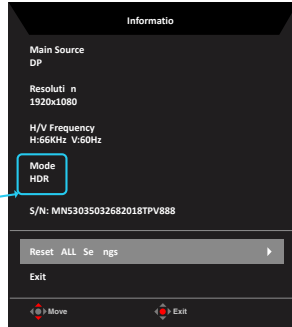 Informatio
Main Source
DP
Resoluti n
1920x1080
H/V Frequency
H:66KHz V:60Hz
Mode
HDR
S/N: MN53035032682018TPV888
Reset ALL Se ngs
Exit
Move Exit